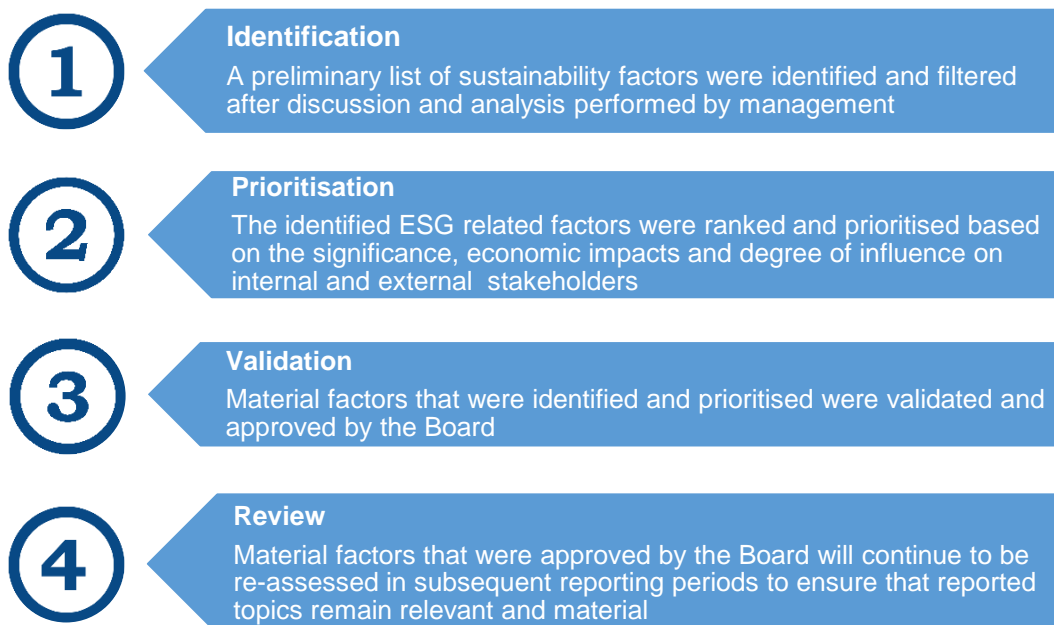 1
Identification
A preliminary list of sustainability factors were identified and filtered
after discussion and analysis performed by management
2
Prioritisation
The identified ESG related factors were ranked and prioritised based
on the significance, economic impacts and degree of influence on
internal and external  stakeholders
3
Validation
Material factors that were identified and prioritised were validated and
approved by the Board
4
Review
Material factors that were approved by the Board will continue to be
re-assessed in subsequent reporting periods to ensure that reported
topics remain relevant and material